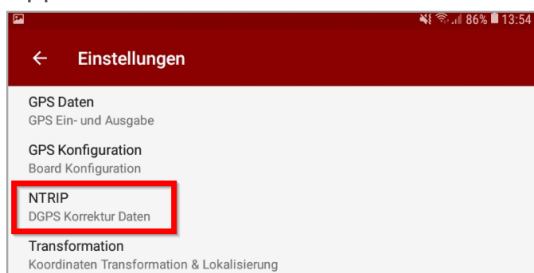 86% 13:54
Einstellungen
GPS Daten
GPS Ein- und Ausgabe
GPS Konfiguration
Board Konfiguration
NTRIP
DGPS Korrektur Daten
Transformation
Koordinaten Transformation & Lokalisierung